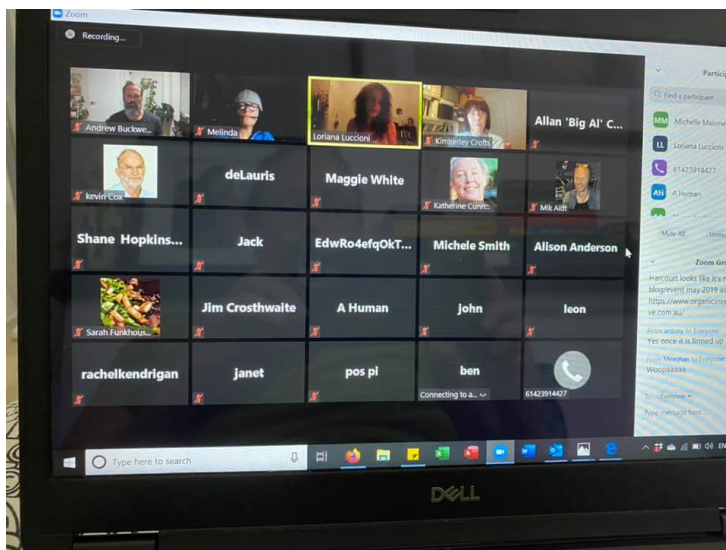 Zoom
Recording...
Andrew Buckwe...
Melinda
Loriana Luccioni
Kimberley Crofts
Allan 'Big Al' C...
kevin Cox
deLauris
Maggie White
Katherine Cunn...
Mik Aidt
Shane Hopkins...
Jack
EdwRo4efqOkT...
Michele Smith
Alison Anderson
Sarah Funkhous...
Jim Crosthwaite
A Human
john
leon
rachelkendrigan
janet
pos pl
ben
Connecting to a...
61423914427
Particip
Find a participant
MM Michelle Malone
LL Loriana Luccioni
61423914427
AH A Human
Mute All Unmu
Zoom Gro
Harcourt looks like it's
blog/event may 2019 as
https://www.organicinve
ve.com.au/
From antony to Everyone
Yes once it is firmed up
From Meaghan to Everyone
Woopaaaaa
To: Everyone
Type message here...
Type here to search
EN
DELL